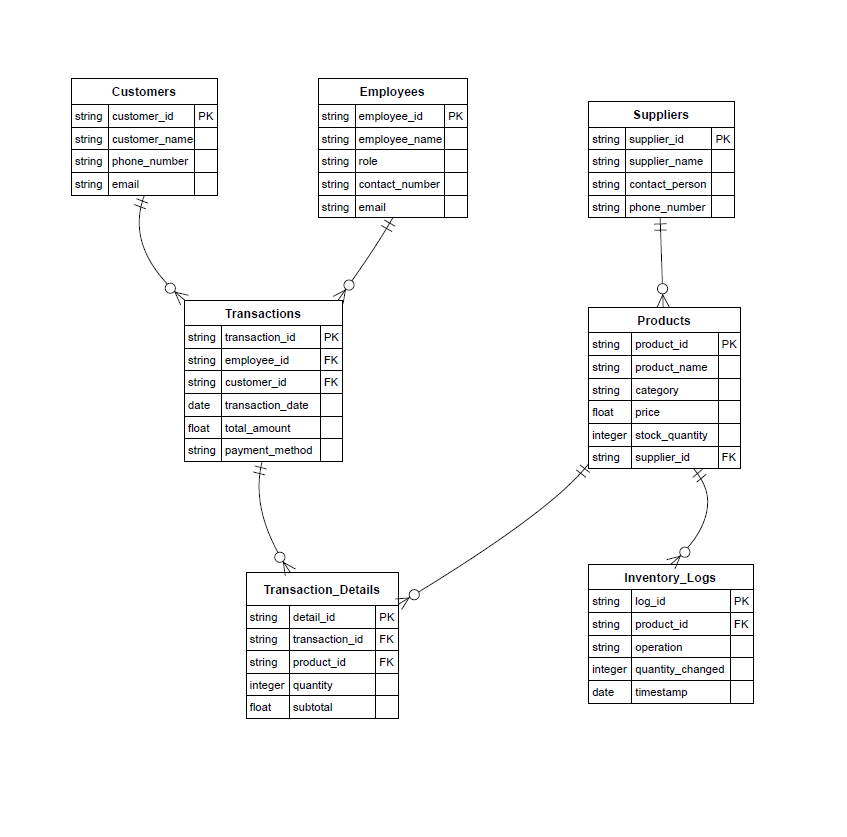 Customers
string customer_id PK
string customer_name
string phone_number
string email
Employees
string employee_id PK
string employee_name
string role
string contact_number
string email
Suppliers
string supplier_id PK
string supplier_name
string contact_person
string phone_number
Transactions
string transaction_id PK
string employee_id FK
string customer_id FK
date transaction_date
float total_amount
string payment_method
Products
string product_id PK
string product_name
string category
float price
integer stock_quantity
string supplier_id FK
Transaction_Details
string detail_id PK
string transaction_id FK
string product_id FK
integer quantity
float subtotal
Inventory_Logs
string log_id PK
string product_id FK
string operation
integer quantity_changed
date timestamp